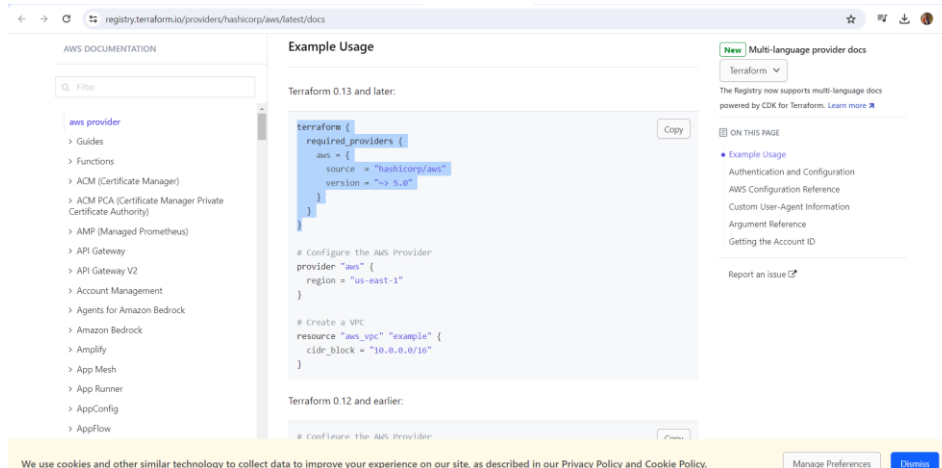 registry.terraform.io/providers/hashicorp/aws/latest/docs
AWS DOCUMENTATION
Filter
aws provider
> Guides
> Functions
> ACM (Certificate Manager)
> ACM PCA (Certificate Manager Private
Certificate Authority)
> AMP (Managed Prometheus)
> API Gateway
> API Gateway V2
> Account Management
> Agents for Amazon Bedrock
> Amazon Bedrock
> Amplify
> App Mesh
> App Runner
> AppConfig
> AppFlow
Example Usage
Terraform 0.13 and later:
Copy
terraform {
  required_providers {
    aws = {
      source  = "hashicorp/aws"
      version = "~> 5.0"
    }
  }
}
# Configure the AWS Provider
provider "aws" {
  region = "us-east-1"
}
# Create a VPC
resource "aws_vpc" "example" {
  cidr_block = "10.0.0.0/16"
}
Terraform 0.12 and earlier:
# Configure the AWS Provider
Copy
New Multi-language provider docs
Terraform
The Registry now supports multi-language docs
powered by CDK for Terraform. Learn more
ON THIS PAGE
Example Usage
Authentication and Configuration
AWS Configuration Reference
Custom User-Agent Information
Argument Reference
Getting the Account ID
Report an issue
We use cookies and other similar technology to collect data to improve your experience on our site, as described in our Privacy Policy and Cookie Policy.
Manage Preferences
Dismiss